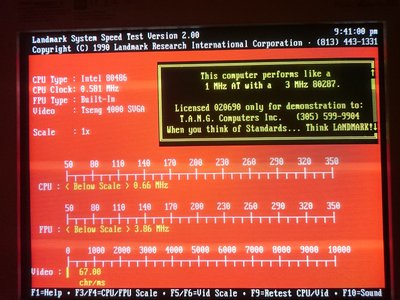 Landmark System Speed Test Version 2.00 9:41:00 pm
Copyright (C) 1990 Landmark Research International Corporation · (813) 443-1331
CPU Type : Intel 80486
CPU Clock: 0.581 MHz
FPU Type : Built-In
Video : Tseng 4000 SVGA
Scale : 1x
This computer performs like a
1 MHz AT with a 3 MHz 80287.
Licensed 020690 only for demonstration to:
T.A.N.G. Computers Inc. (305) 599-9904
When you think of Standards... Think LANDMARK!
50 80 110 140 170 200 230 260 290 320 350
CPU : < Below Scale > 0.66 MHz
50 80 110 140 170 200 230 260 290 320 350
FPU : < Below Scale > 3.86 MHz
0 1000 2000 3000 4000 5000 6000 7000 8000 9000 10000
Video : 67.00
chr/ms
F1=Help · F3/F4=CPU/FPU Scale · F5/F6=Vid Scale · F9=Retest CPU/Vid · F10=Sound